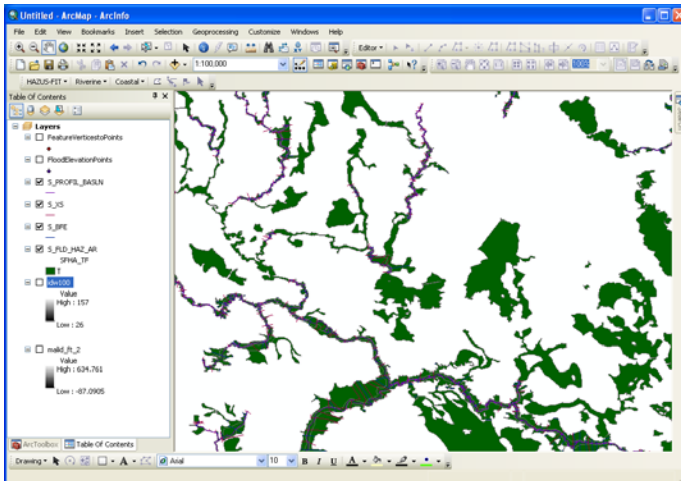 Untitled - ArcMap - ArcInfo
File Edit View Bookmarks Insert Selection Geoprocessing Customize Windows Help
Editor
1:100,000
100%
HAZUS-FIT Riverine Coastal
Table Of Contents
Layers
FeatureVerticestoPoints
FloodElevationPoints
S_PROFIL_BASLN
S_XS
S_BFE
S_FLD_HAZ_AR
SFHA_TF
T
idw100
Value
High : 157
Low : 26
Value
High : 634.761
Low : -87.0905
ArcToolbox Table Of Contents
Drawing A Arial 10 B I U A